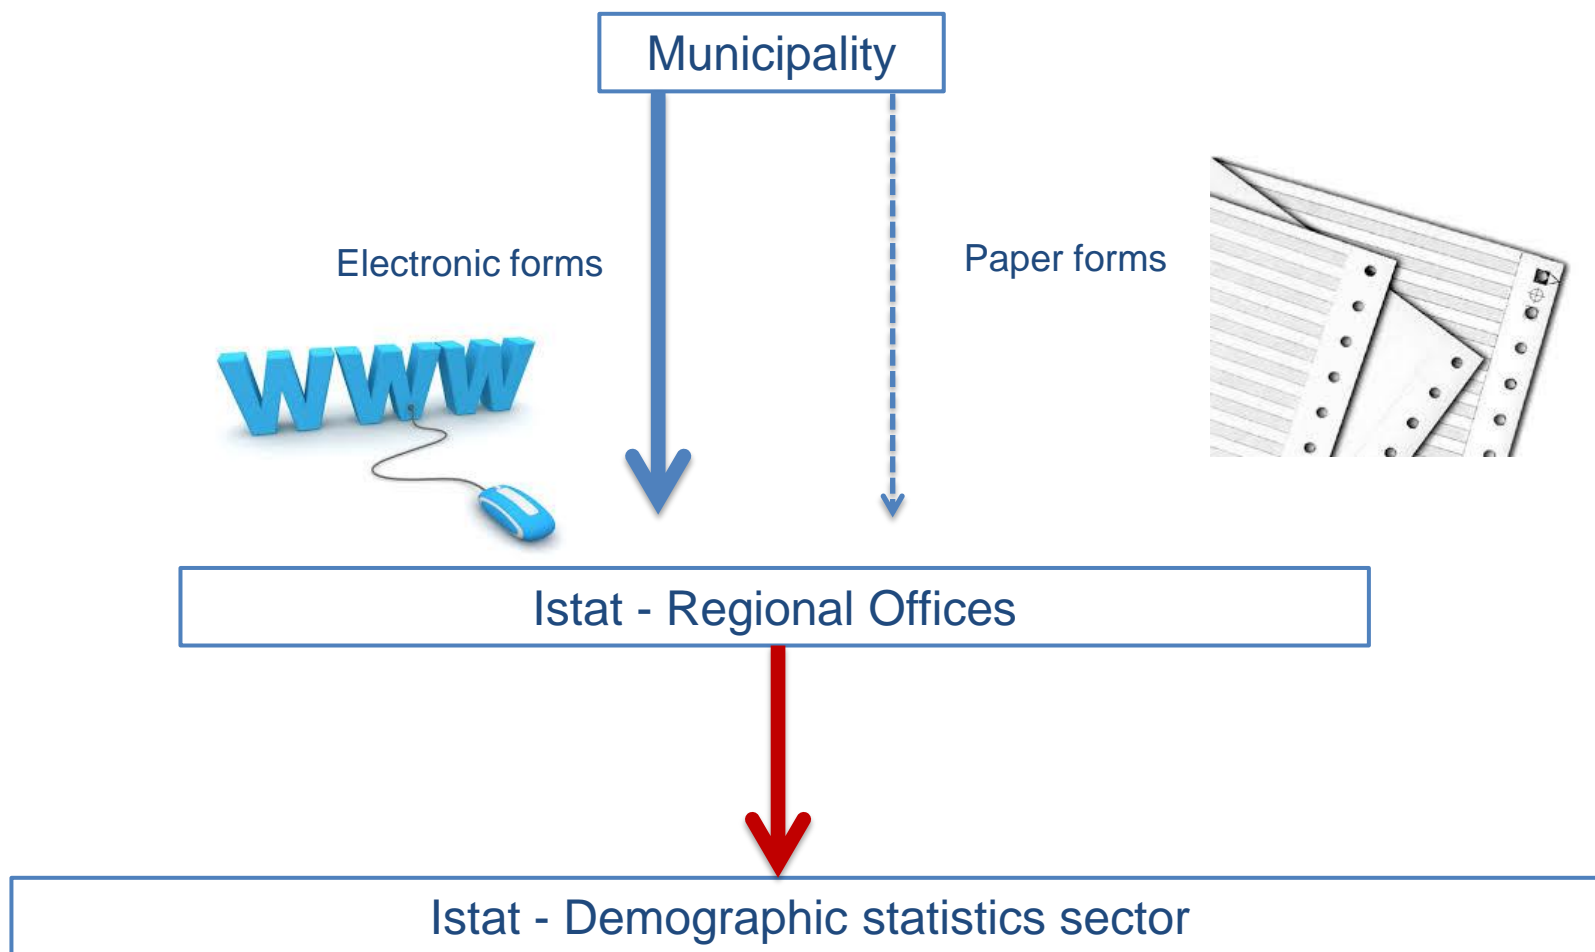 Municipality
Electronic forms
Paper forms
www
Istat - Regional Offices
Istat - Demographic statistics sector